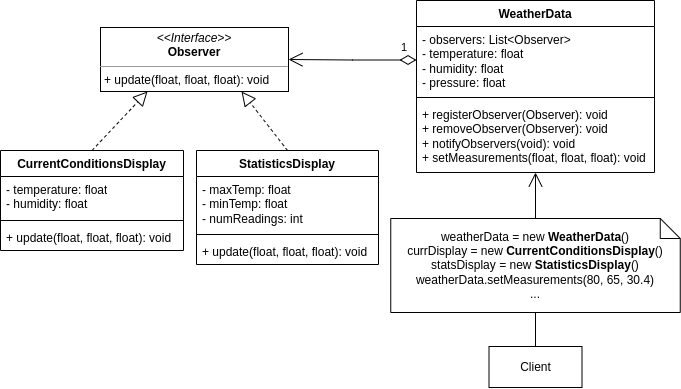 <<Interface>>
Observer
+ update(float, float, float): void
1
WeatherData
- observers: List<Observer>
- temperature: float
- humidity: float
- pressure: float
+ registerObserver(Observer): void
+ removeObserver(Observer): void
+ notifyObservers(void): void
+ setMeasurements(float, float, float): void
CurrentConditionsDisplay
- temperature: float
- humidity: float
+ update(float, float, float): void
StatisticsDisplay
- maxTemp: float
- minTemp: float
- numReadings: int
+ update(float, float, float): void
weatherData = new WeatherData()
currDisplay = new CurrentConditionsDisplay()
statsDisplay = new StatisticsDisplay()
weatherData.setMeasurements(80, 65, 30.4)
...
Client